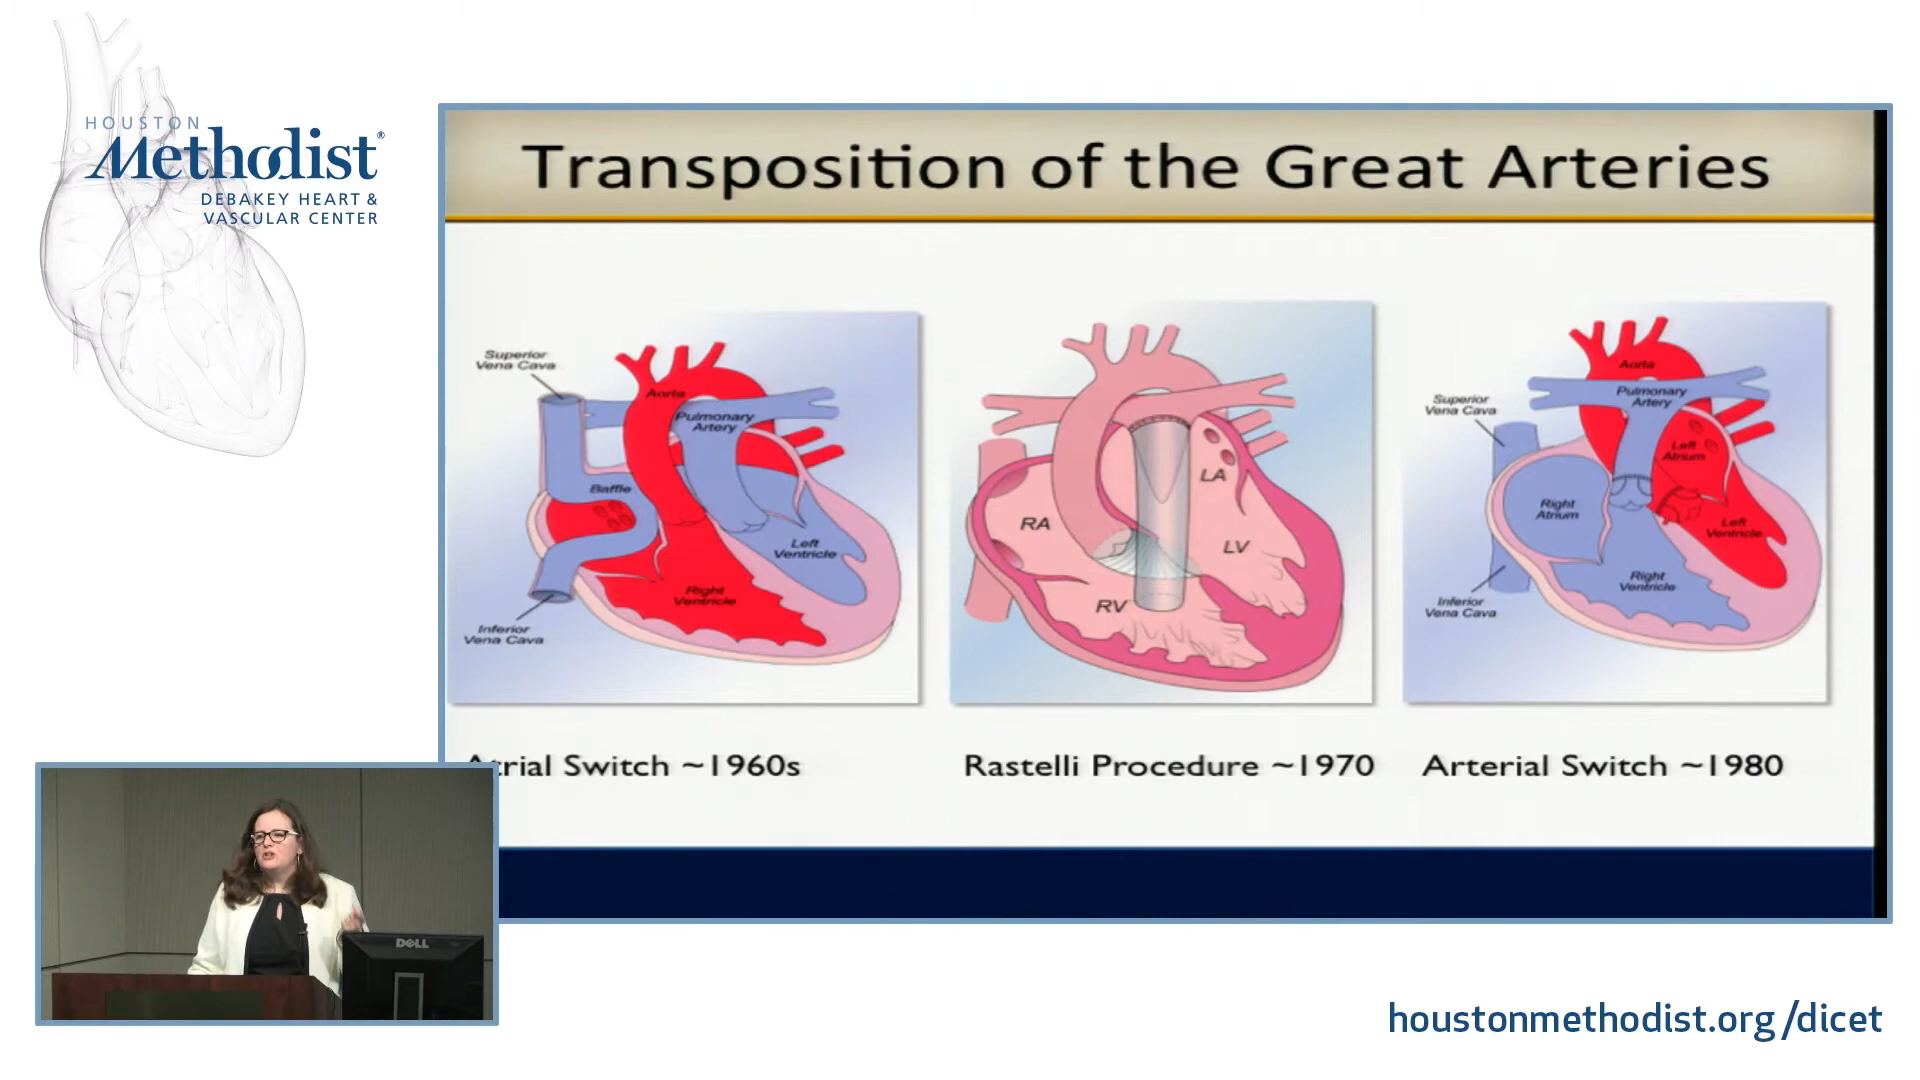 HOUSTON
Methodist®
DEBAKEY HEART &
VASCULAR CENTER
Transposition of the Great Arteries
Superior
Vena Cava
Aorta
Pulmonary
Artery
Baffle
Left
Ventricle
Right
Ventricle
Inferior
Vena Cava
Atrial Switch ~1960s
LA
RA
LV
RV
Rastelli Procedure ~1970
Aorta
Pulmonary
Artery
Superior
Vena Cava
Left
Atrium
Right
Atrium
Left
Ventricle
Right
Ventricle
Inferior
Vena Cava
Arterial Switch ~1980
DELL
houstonmethodist.org/dicet